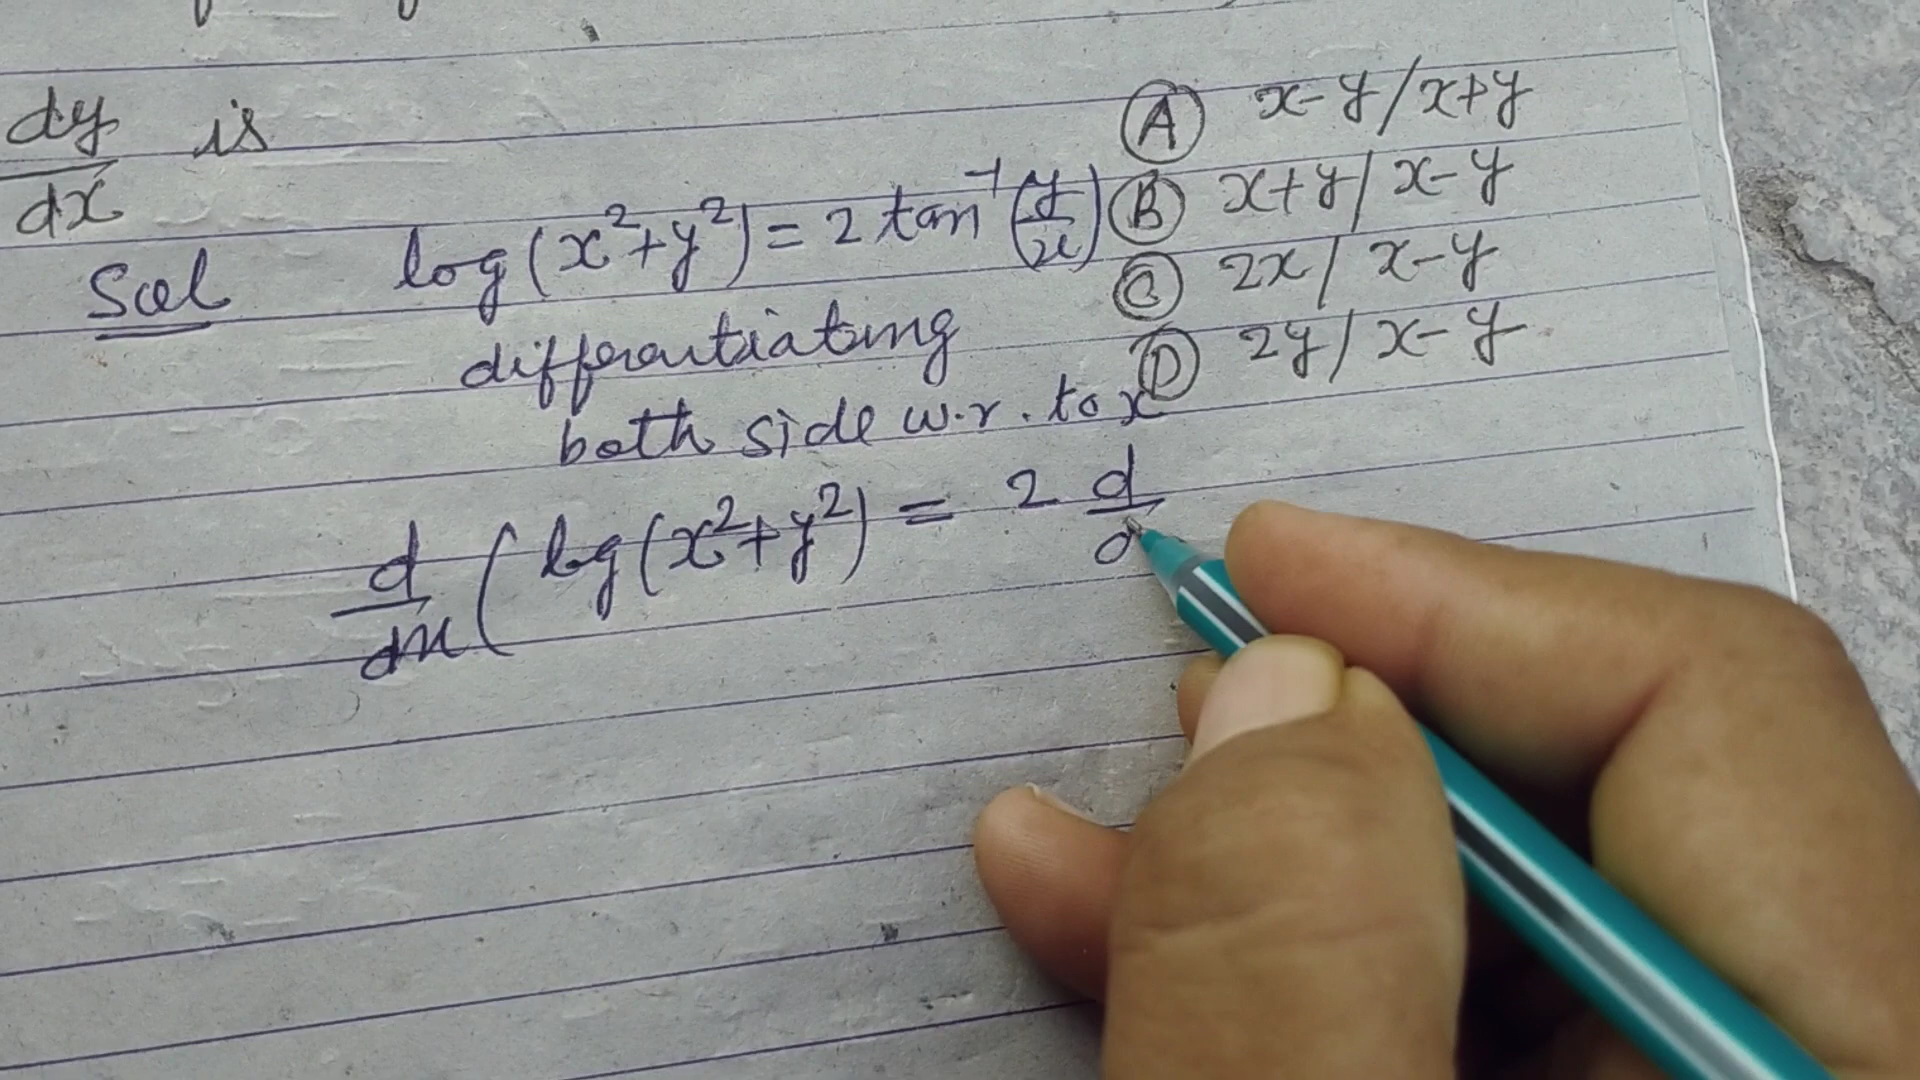 dy/dx is
Sol log(x²+y²) = 2 tan⁻¹(y/x)
differentiating
both side w.r. to x
d/dx (log(x²+y²) = 2 d/d
(A) x-y/x+y
(B) x+y/x-y
(C) 2x/x-y
(D) 2y/x-y